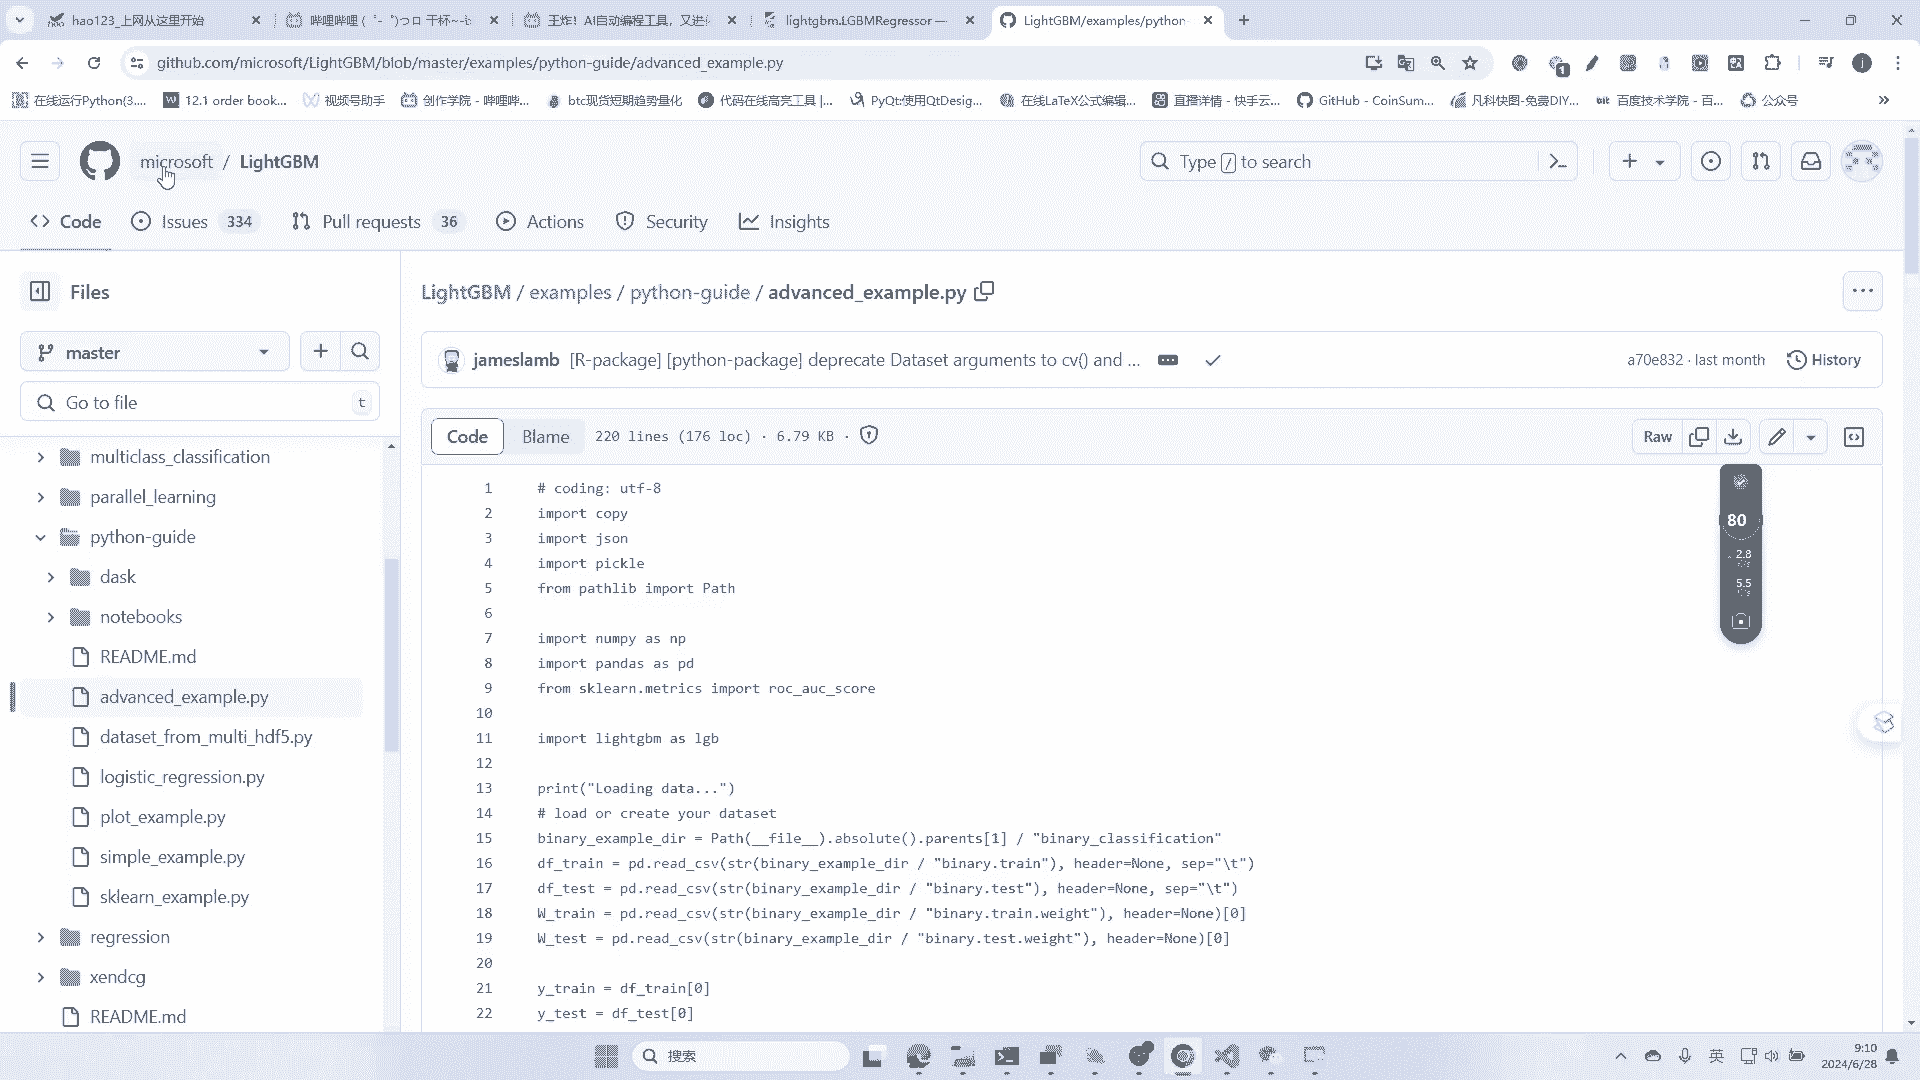 hao123_上网从这里开始
哔哩哔哩 ( ゜- ゜)つロ 干杯~-b
王炸！AI自动编程工具，又进化
lightgbm.LGBMRegressor —
LightGBM/examples/python-
github.com/microsoft/LightGBM/blob/master/examples/python-guide/advanced_example.py
1
在线运行Python(3....
12.1 order book...
视频号助手
创作学院 - 哔哩哔...
btc现货短期趋势量化
代码在线高亮工具 |...
PyQt:使用QtDesig...
在线LaTeX公式编辑...
直播详情 - 快手云...
GitHub - CoinSum...
凡科快图-免费DIY...
百度技术学院 - 百...
公众号
microsoft / LightGBM
Type / to search
Code
Issues 334
Pull requests 36
Actions
Security
Insights
Files
master
Go to file
t
multiclass_classification
parallel_learning
python-guide
dask
notebooks
README.md
advanced_example.py
dataset_from_multi_hdf5.py
logistic_regression.py
plot_example.py
simple_example.py
sklearn_example.py
regression
xendcg
README.md
LightGBM / examples / python-guide / advanced_example.py
jameslamb [R-package] [python-package] deprecate Dataset arguments to cv() and ...
a70e832 · last month
History
Code
Blame
220 lines (176 loc) · 6.79 KB ·
Raw
1 # coding: utf-8
2 import copy
3 import json
4 import pickle
5 from pathlib import Path
6
7 import numpy as np
8 import pandas as pd
9 from sklearn.metrics import roc_auc_score
10
11 import lightgbm as lgb
12
13 print("Loading data...")
14 # load or create your dataset
15 binary_example_dir = Path(__file__).absolute().parents[1] / "binary_classification"
16 df_train = pd.read_csv(str(binary_example_dir / "binary.train"), header=None, sep="\t")
17 df_test = pd.read_csv(str(binary_example_dir / "binary.test"), header=None, sep="\t")
18 W_train = pd.read_csv(str(binary_example_dir / "binary.train.weight"), header=None)[0]
19 W_test = pd.read_csv(str(binary_example_dir / "binary.test.weight"), header=None)[0]
20
21 y_train = df_train[0]
22 y_test = df_test[0]
80
2.8
5.5
搜索
英
9:10
2024/6/28